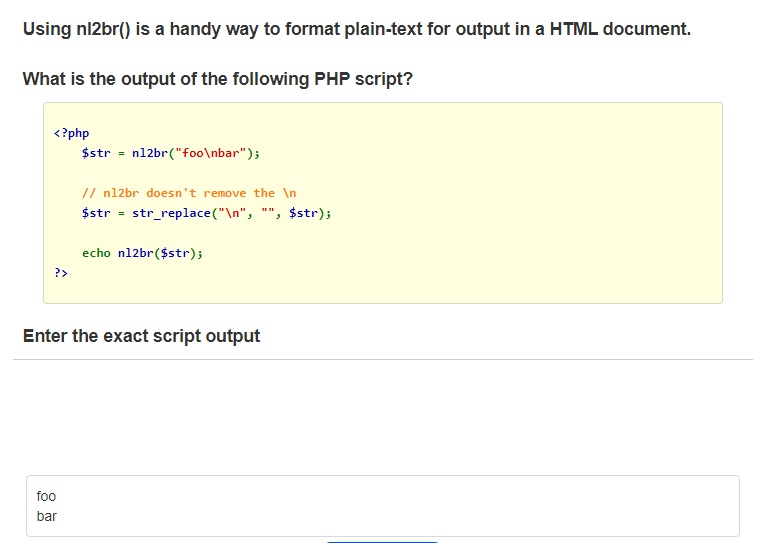 Using nl2br() is a handy way to format plain-text for output in a HTML document.
What is the output of the following PHP script?
<?php
$str = nl2br("foo\nbar");
// nl2br doesn't remove the \n
$str = str_replace("\n", "", $str);
echo nl2br($str);
?>
Enter the exact script output
foo
bar